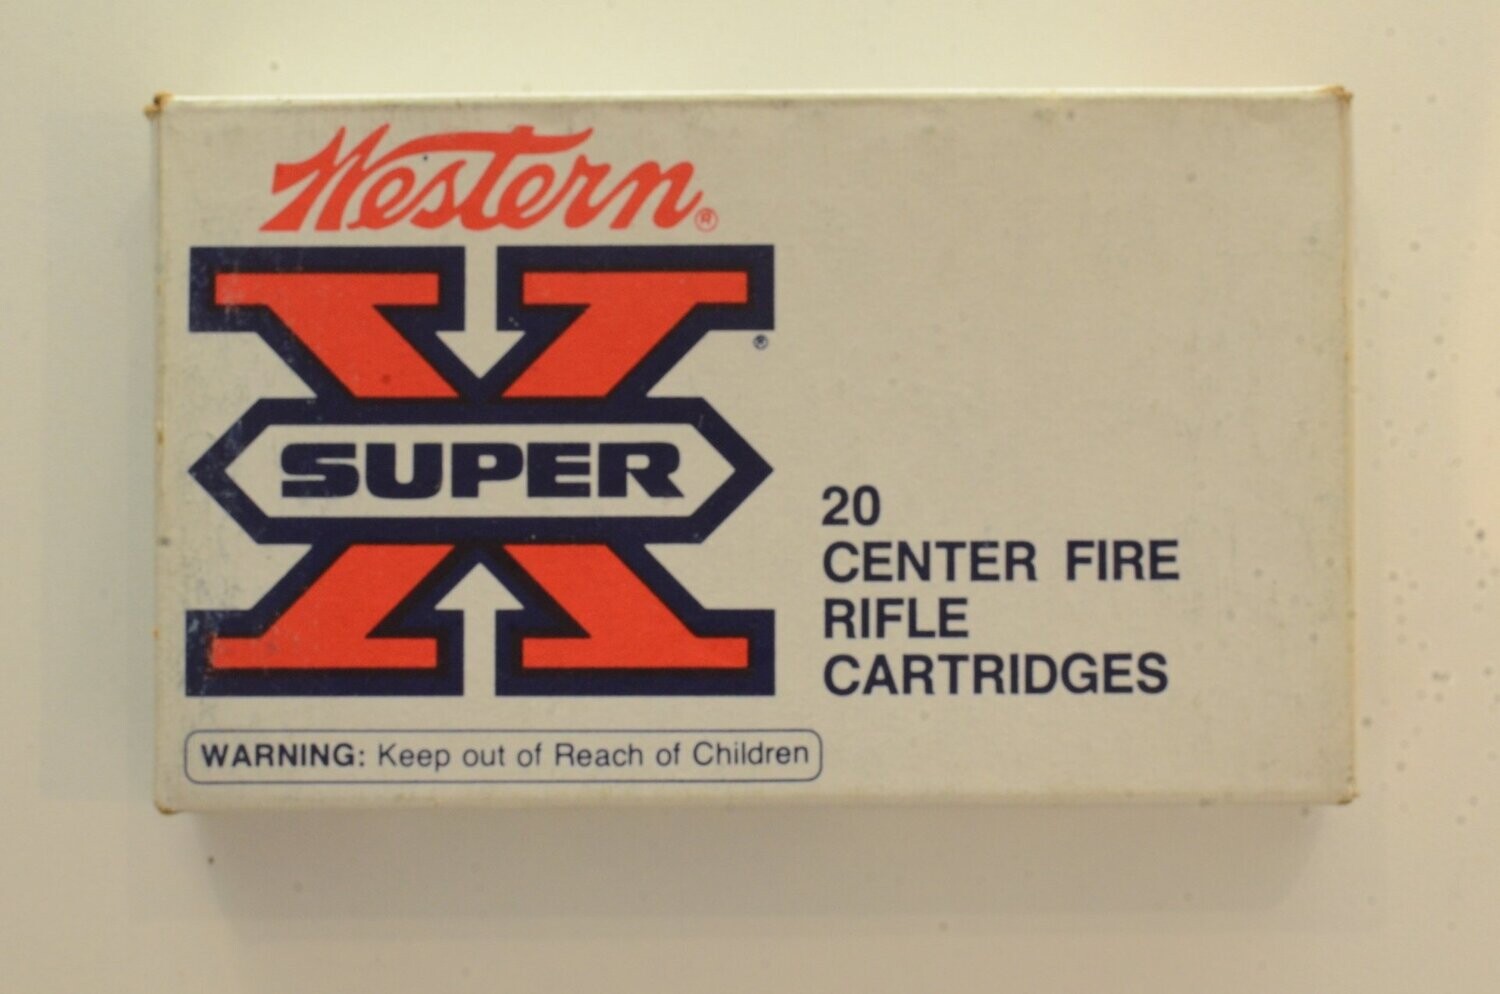 Western®
SUPER X®
20
CENTER FIRE
RIFLE
CARTRIDGES
WARNING: Keep out of Reach of Children